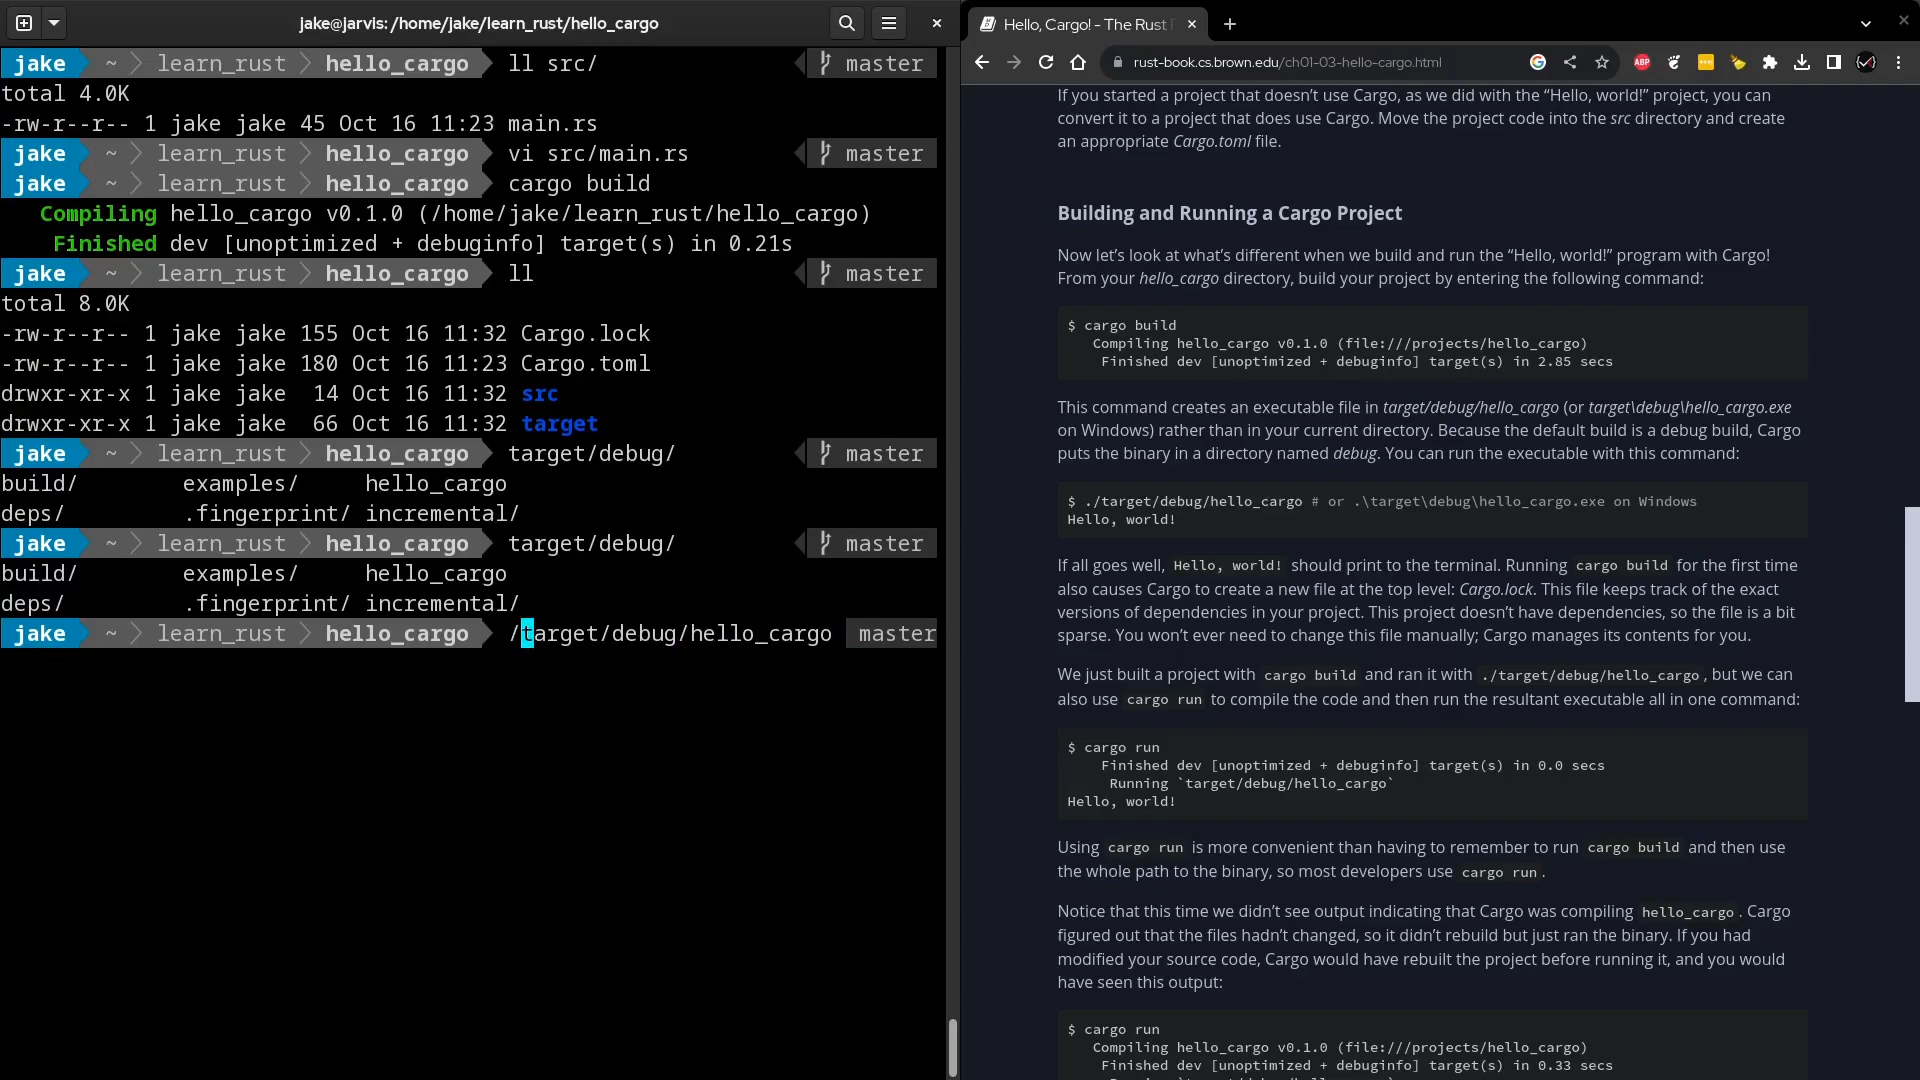 jake@jarvis:/home/jake/learn_rust/hello_cargo
jake ~ learn_rust hello_cargo ll src/ master
total 4.0K
-rw-r--r-- 1 jake jake 45 Oct 16 11:23 main.rs
jake ~ learn_rust hello_cargo vi src/main.rs master
jake ~ learn_rust hello_cargo cargo build master
Compiling hello_cargo v0.1.0 (/home/jake/learn_rust/hello_cargo)
Finished dev [unoptimized + debuginfo] target(s) in 0.21s
jake ~ learn_rust hello_cargo ll master
total 8.0K
-rw-r--r-- 1 jake jake 155 Oct 16 11:32 Cargo.lock
-rw-r--r-- 1 jake jake 180 Oct 16 11:23 Cargo.toml
drwxr-xr-x 1 jake jake 14 Oct 16 11:32 src
drwxr-xr-x 1 jake jake 66 Oct 16 11:32 target
jake ~ learn_rust hello_cargo target/debug/ master
build/ examples/ hello_cargo
deps/ .fingerprint/ incremental/
jake ~ learn_rust hello_cargo target/debug/ master
build/ examples/ hello_cargo
deps/ .fingerprint/ incremental/
jake ~ learn_rust hello_cargo /target/debug/hello_cargo master
Hello, Cargo! - The Rust
rust-book.cs.brown.edu/ch01-03-hello-cargo.html
ABP
If you started a project that doesn’t use Cargo, as we did with the “Hello, world!” project, you can
convert it to a project that does use Cargo. Move the project code into the src directory and create
an appropriate Cargo.toml file.
Building and Running a Cargo Project
Now let’s look at what’s different when we build and run the “Hello, world!” program with Cargo!
From your hello_cargo directory, build your project by entering the following command:
$ cargo build
Compiling hello_cargo v0.1.0 (file:///projects/hello_cargo)
Finished dev [unoptimized + debuginfo] target(s) in 2.85 secs
This command creates an executable file in target/debug/hello_cargo (or target\debug\hello_cargo.exe
on Windows) rather than in your current directory. Because the default build is a debug build, Cargo
puts the binary in a directory named debug. You can run the executable with this command:
$ ./target/debug/hello_cargo # or .\target\debug\hello_cargo.exe on Windows
Hello, world!
If all goes well, Hello, world! should print to the terminal. Running cargo build for the first time
also causes Cargo to create a new file at the top level: Cargo.lock. This file keeps track of the exact
versions of dependencies in your project. This project doesn’t have dependencies, so the file is a bit
sparse. You won’t ever need to change this file manually; Cargo manages its contents for you.
We just built a project with cargo build and ran it with ./target/debug/hello_cargo, but we can
also use cargo run to compile the code and then run the resultant executable all in one command:
$ cargo run
Finished dev [unoptimized + debuginfo] target(s) in 0.0 secs
Running `target/debug/hello_cargo`
Hello, world!
Using cargo run is more convenient than having to remember to run cargo build and then use
the whole path to the binary, so most developers use cargo run.
Notice that this time we didn’t see output indicating that Cargo was compiling hello_cargo. Cargo
figured out that the files hadn’t changed, so it didn’t rebuild but just ran the binary. If you had
modified your source code, Cargo would have rebuilt the project before running it, and you would
have seen this output:
$ cargo run
Compiling hello_cargo v0.1.0 (file:///projects/hello_cargo)
Finished dev [unoptimized + debuginfo] target(s) in 0.33 secs